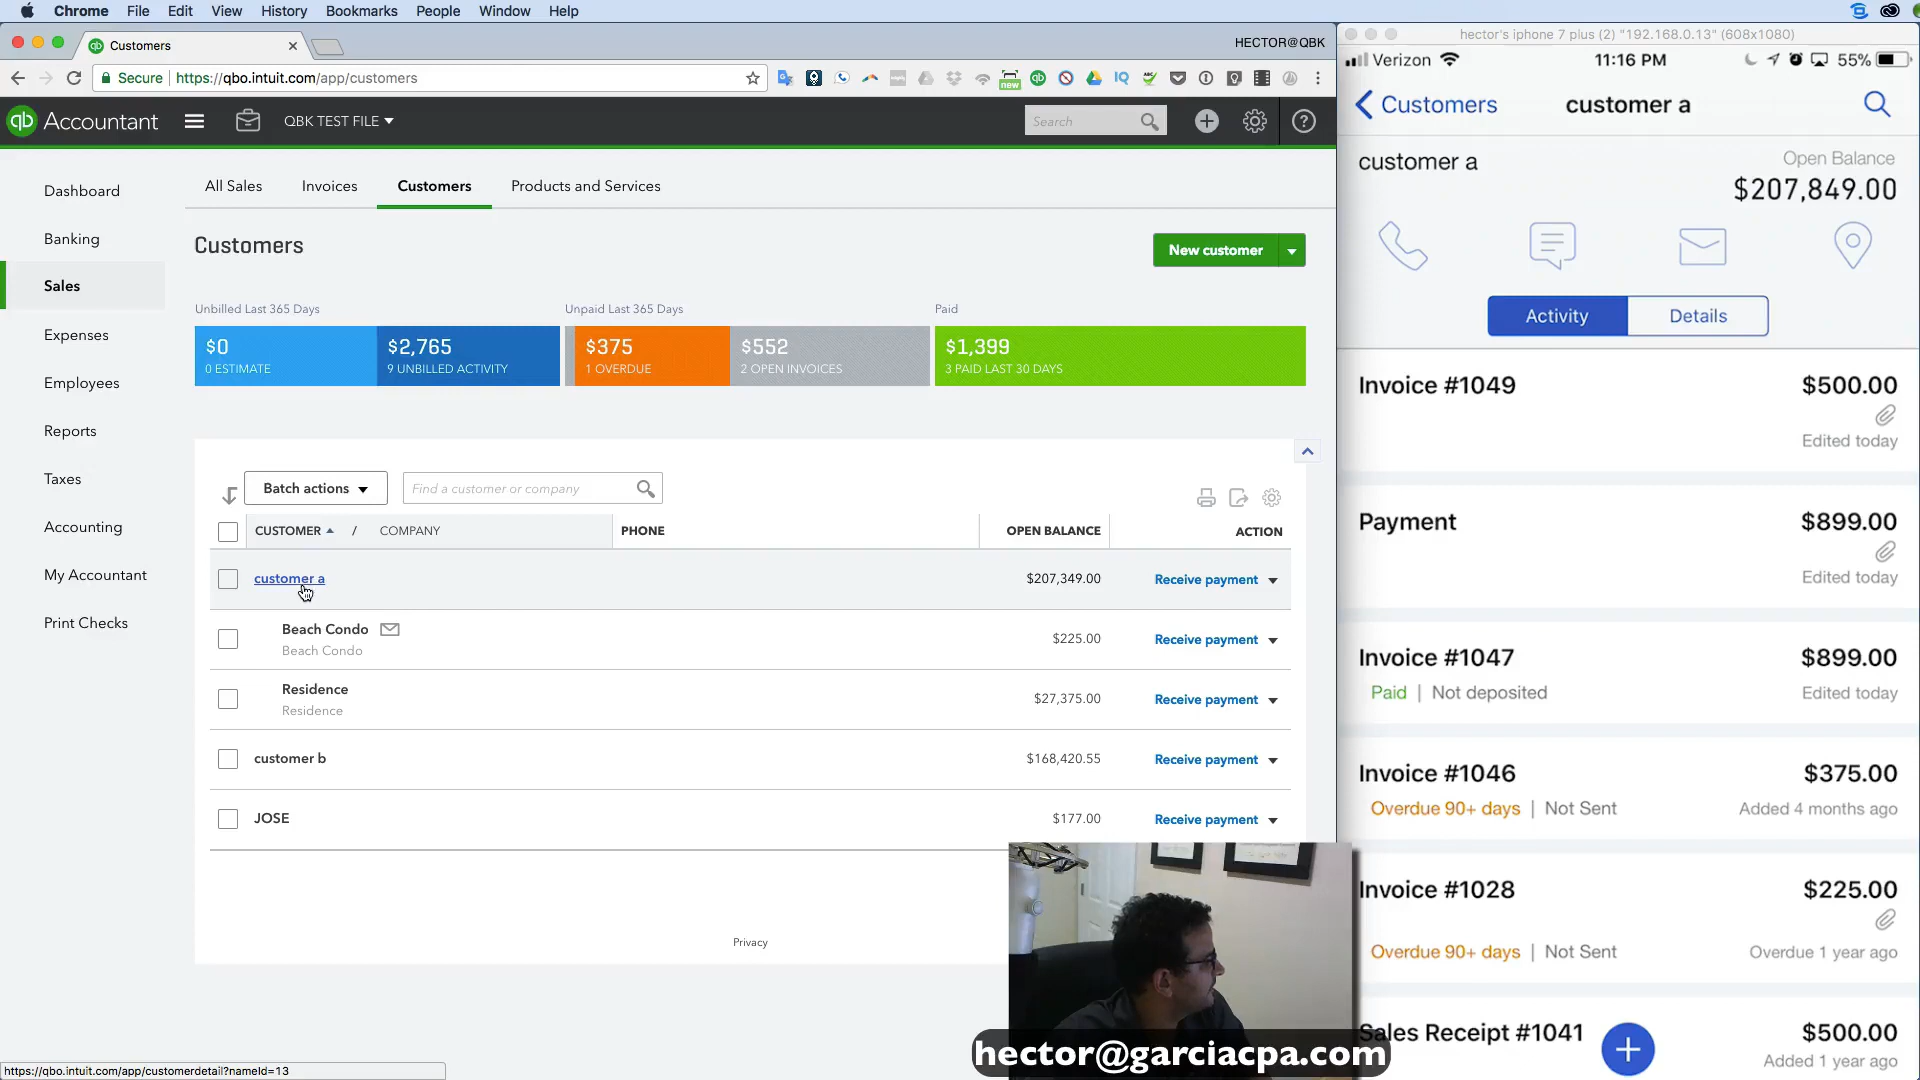 Chrome File Edit View History Bookmarks People Window Help
Customers
HECTOR@QBK
Secure https://qbo.intuit.com/app/customers
new
IQ
qb Accountant
QBK TEST FILE
Search
Dashboard
Banking
Sales
Expenses
Employees
Reports
Taxes
Accounting
My Accountant
Print Checks
All Sales Invoices Customers Products and Services
Customers
New customer
Unbilled Last 365 Days Unpaid Last 365 Days Paid
$0 $2,765 $375 $552 $1,399
0 ESTIMATE 9 UNBILLED ACTIVITY 1 OVERDUE 2 OPEN INVOICES 3 PAID LAST 30 DAYS
Batch actions
Find a customer or company
CUSTOMER / COMPANY PHONE OPEN BALANCE ACTION
customer a $207,349.00 Receive payment
Beach Condo $225.00 Receive payment
Beach Condo
Residence $27,375.00 Receive payment
Residence
customer b $168,420.55 Receive payment
JOSE $177.00 Receive payment
Privacy
https://qbo.intuit.com/app/customerdetail?nameId=13
hector's iphone 7 plus (2) "192.168.0.13" (608x1080)
Verizon 11:16 PM 55%
Customers customer a
customer a Open Balance
$207,849.00
Activity Details
Invoice #1049 $500.00
Edited today
Payment $899.00
Edited today
Invoice #1047 $899.00
Paid | Not deposited Edited today
Invoice #1046 $375.00
Overdue 90+ days | Not Sent Added 4 months ago
Invoice #1028 $225.00
Overdue 90+ days | Not Sent Overdue 1 year ago
Sales Receipt #1041 $500.00
Added 1 year ago
hector@garciacpa.com